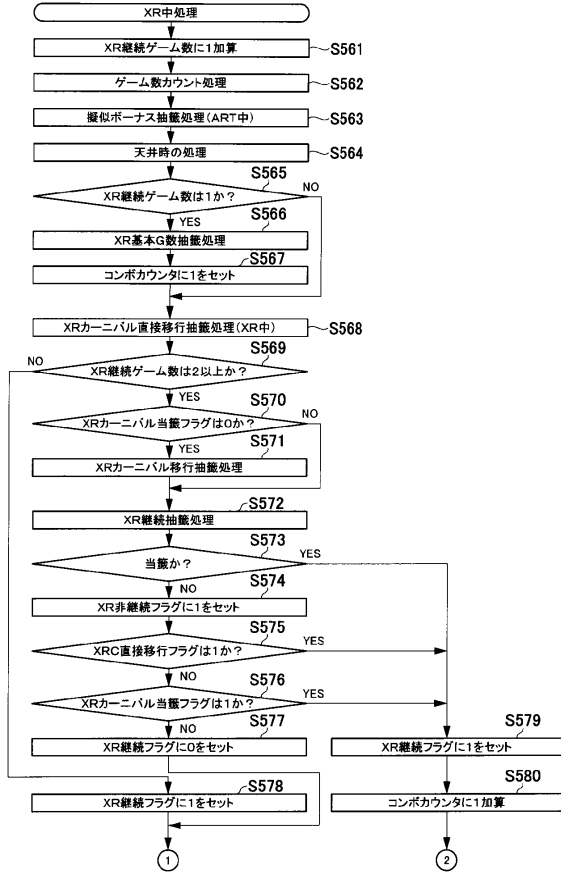 XR中処理
XR継続ゲーム数に1加算
S561
ゲーム数カウント処理
S562
擬似ボーナス抽籤処理(ART中)
S563
天井時の処理
S564
S565
XR継続ゲーム数は1か？
NO
YES
S566
XR基本G数抽籤処理
S567
コンボカウンタに1をセット
XRカーニバル直接移行抽籤処理(XR中)
S568
S569
NO
XR継続ゲーム数は2以上か？
YES
S570
XRカーニバル当籤フラグは0か？
NO
YES
S571
XRカーニバル移行抽籤処理
S572
XR継続抽籤処理
S573
当籤か？
YES
NO
S574
XR非継続フラグに1をセット
S575
XRC直接移行フラグは1か？
YES
NO
S576
XRカーニバル当籤フラグは1か？
YES
NO
S577
XR継続フラグに0をセット
S579
XR継続フラグに1をセット
S578
XR継続フラグに1をセット
S580
コンボカウンタに1加算
1
2